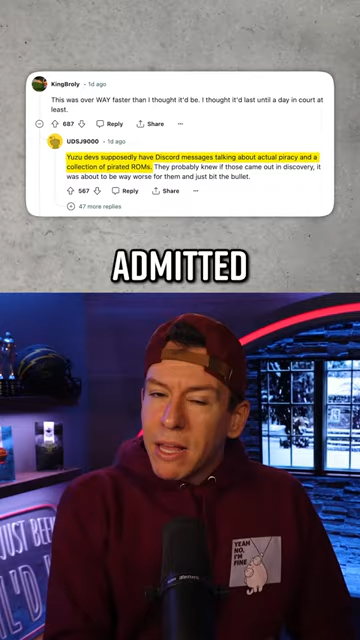 KingBroly · 1d ago
This was over WAY faster than I thought it'd be. I thought it'd last until a day in court at
least.
687 Reply Share ...
UDSJ9000 · 1d ago
Yuzu devs supposedly have Discord messages talking about actual piracy and a
collection of pirated ROMs. They probably knew if those came out in discovery, it
was about to be way worse for them and just bit the bullet.
567 Reply Share ...
47 more replies
ADMITTED
YEAH
NO,
I'M
FINE
JUST BEEN